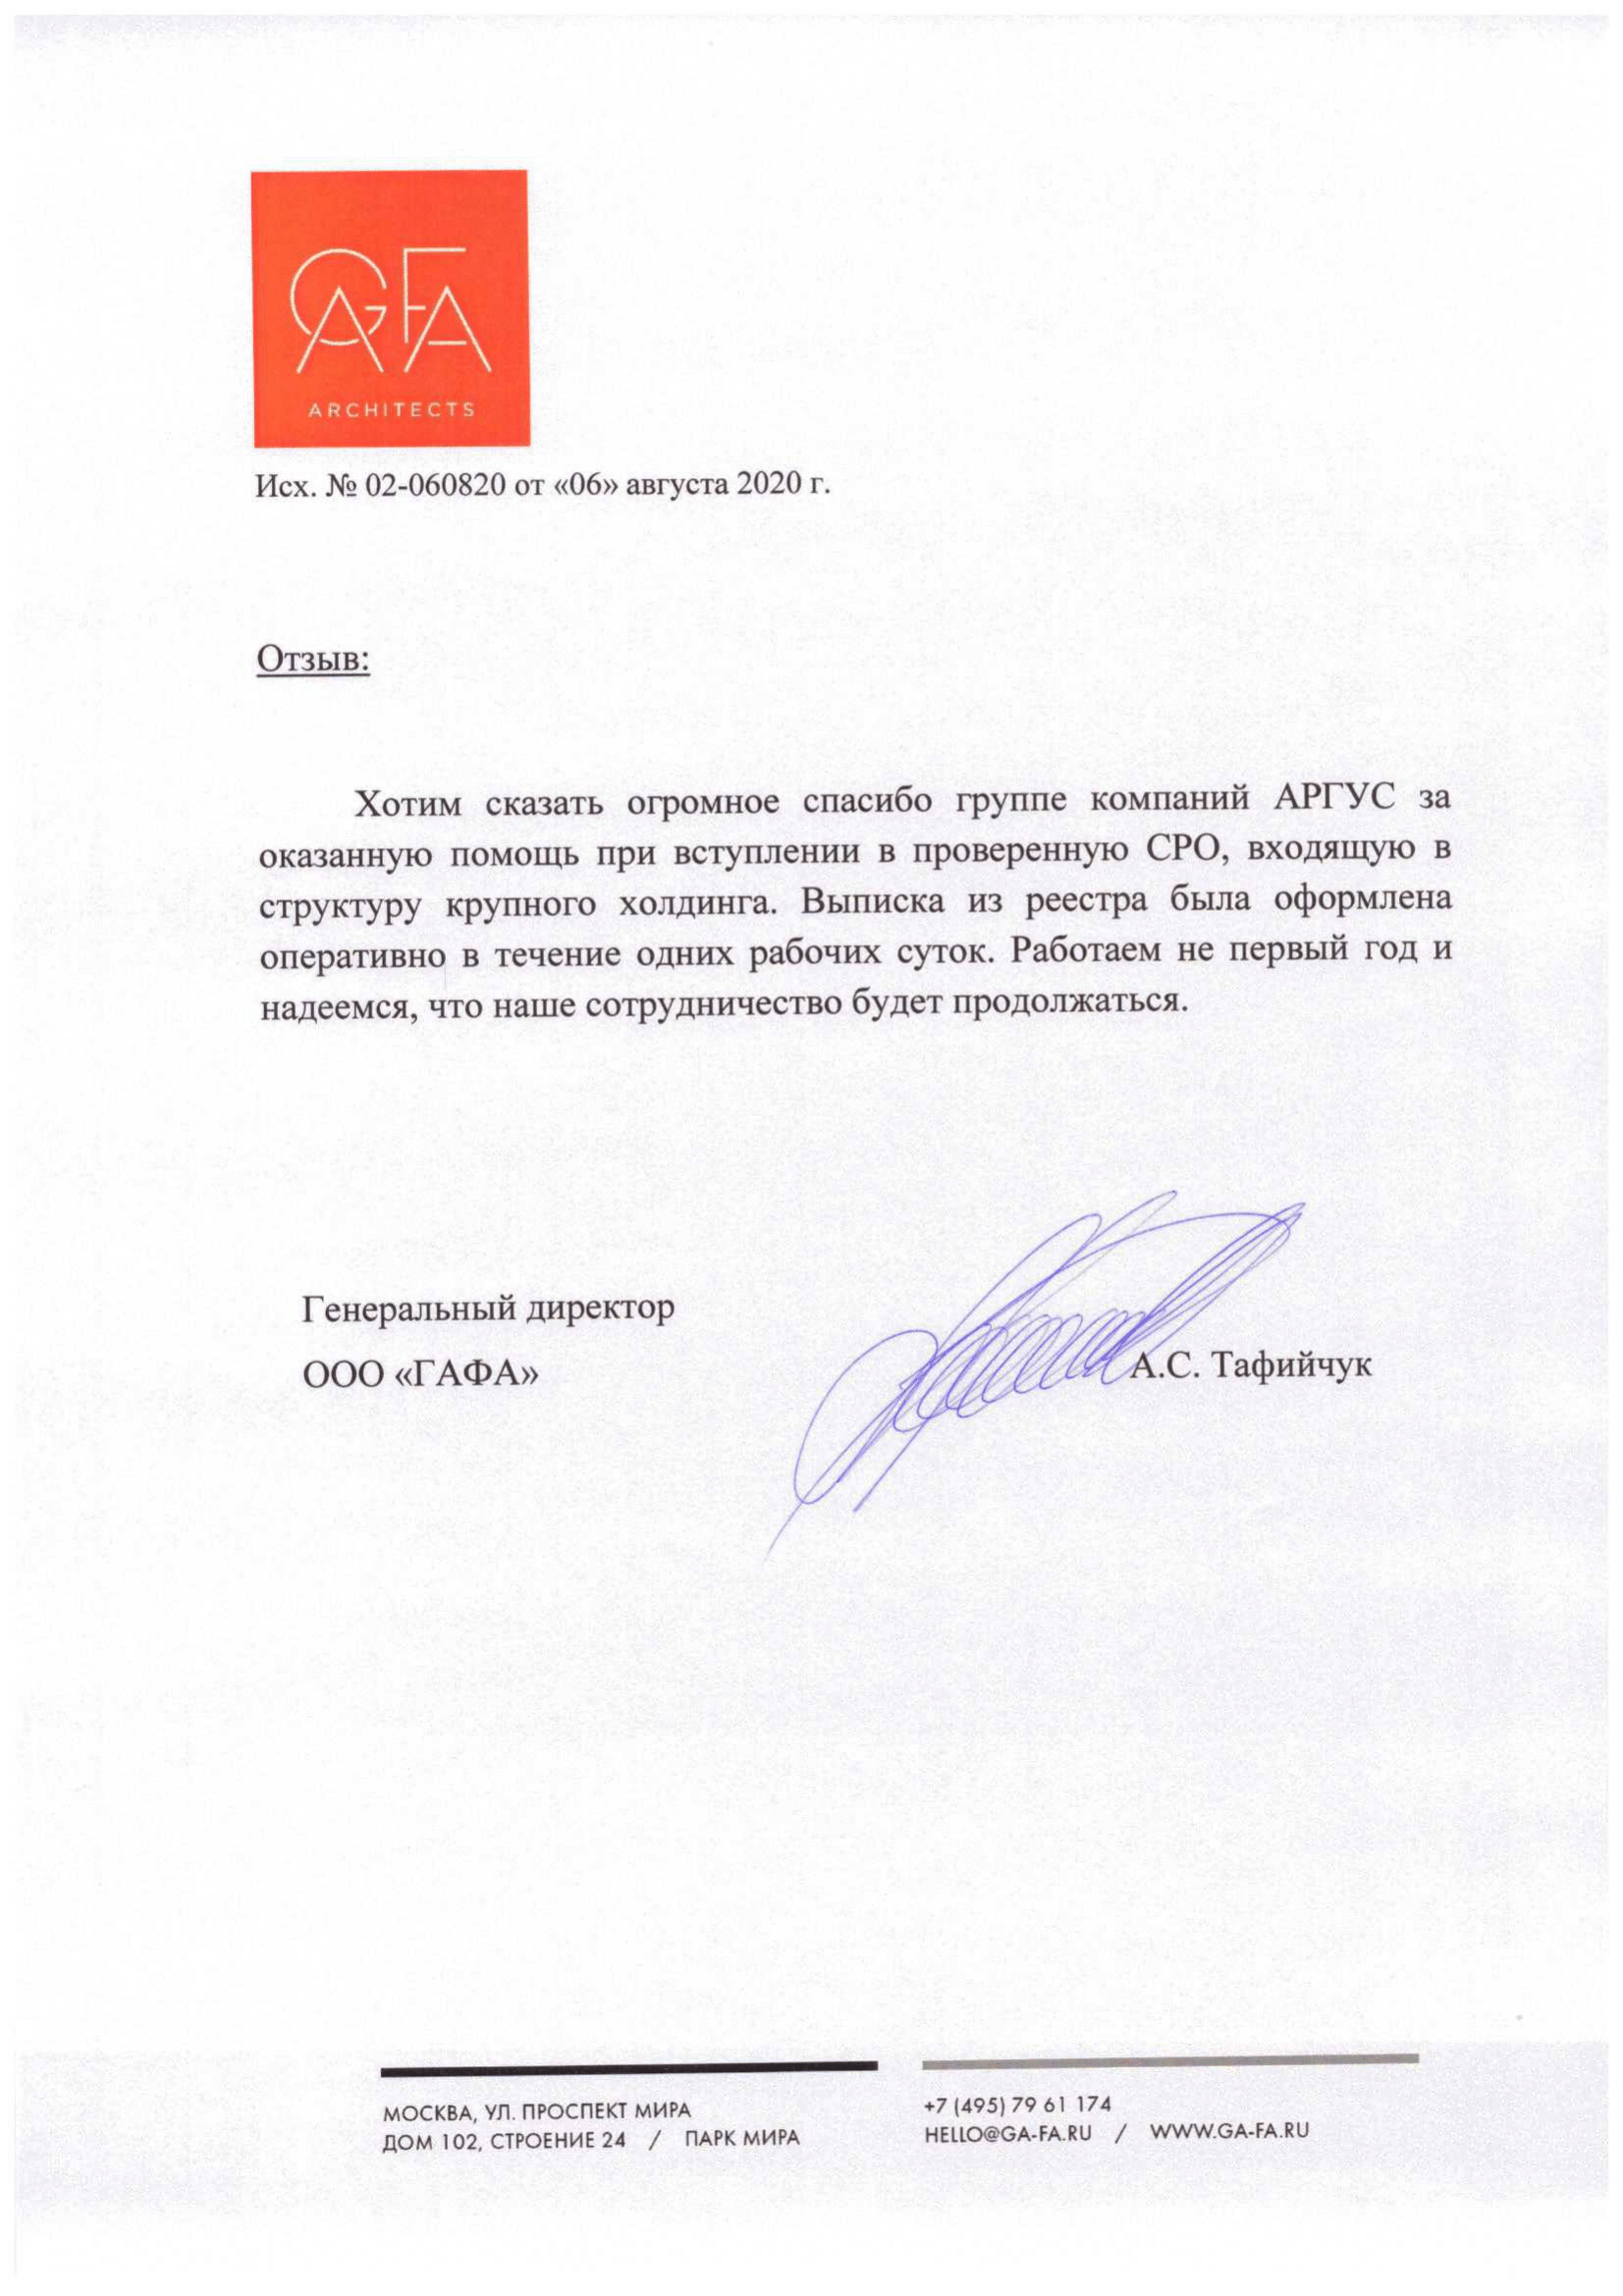 GAFA
ARCHITECTS
Исх. № 02-060820 от «06» августа 2020 г.
Отзыв:
Хотим сказать огромное спасибо группе компаний АРГУС за
оказанную помощь при вступлении в проверенную СРО, входящую в
структуру крупного холдинга. Выписка из реестра была оформлена
оперативно в течение одних рабочих суток. Работаем не первый год и
надеемся, что наше сотрудничество будет продолжаться.
Генеральный директор
ООО «ГАФА»
А.С. Тафийчук
МОСКВА, УЛ. ПРОСПЕКТ МИРА
ДОМ 102, СТРОЕНИЕ 24 / ПАРК МИРА
+7 (495) 79 61 174
HELLO@GA-FA.RU / WWW.GA-FA.RU